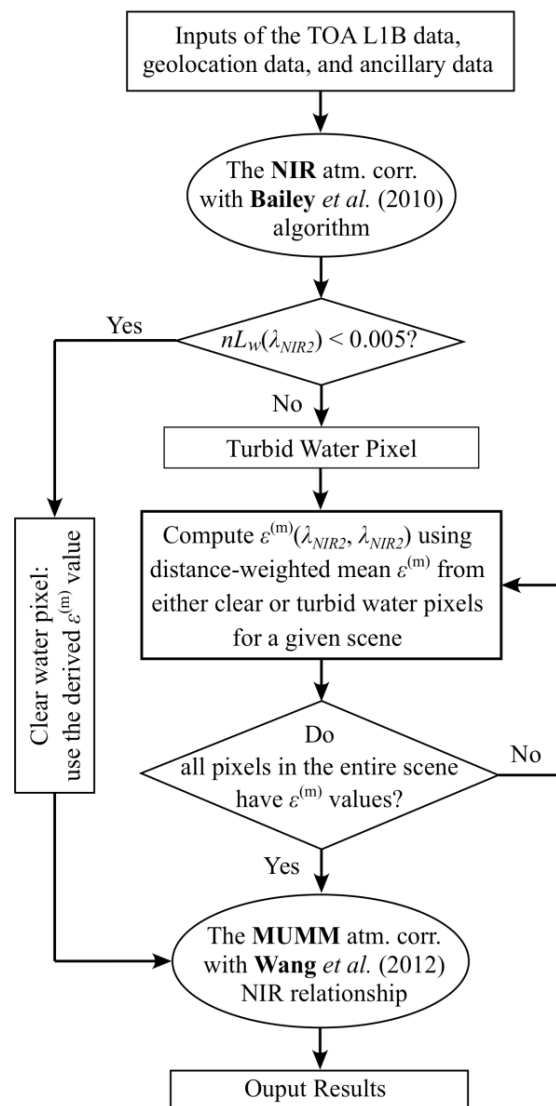 Inputs of the TOA L1B data,
geolocation data, and ancillary data
The NIR atm. corr.
with Bailey et al. (2010)
algorithm
Yes
nLw(λNIR2) < 0.005?
No
Turbid Water Pixel
Clear water pixel:
use the derived ε(m) value
Compute ε(m)(λNIR2, λNIR2) using
distance-weighted mean ε(m) from
either clear or turbid water pixels
for a given scene
Do
all pixels in the entire scene
have ε(m) values?
No
Yes
The MUMM atm. corr.
with Wang et al. (2012)
NIR relationship
Ouput Results